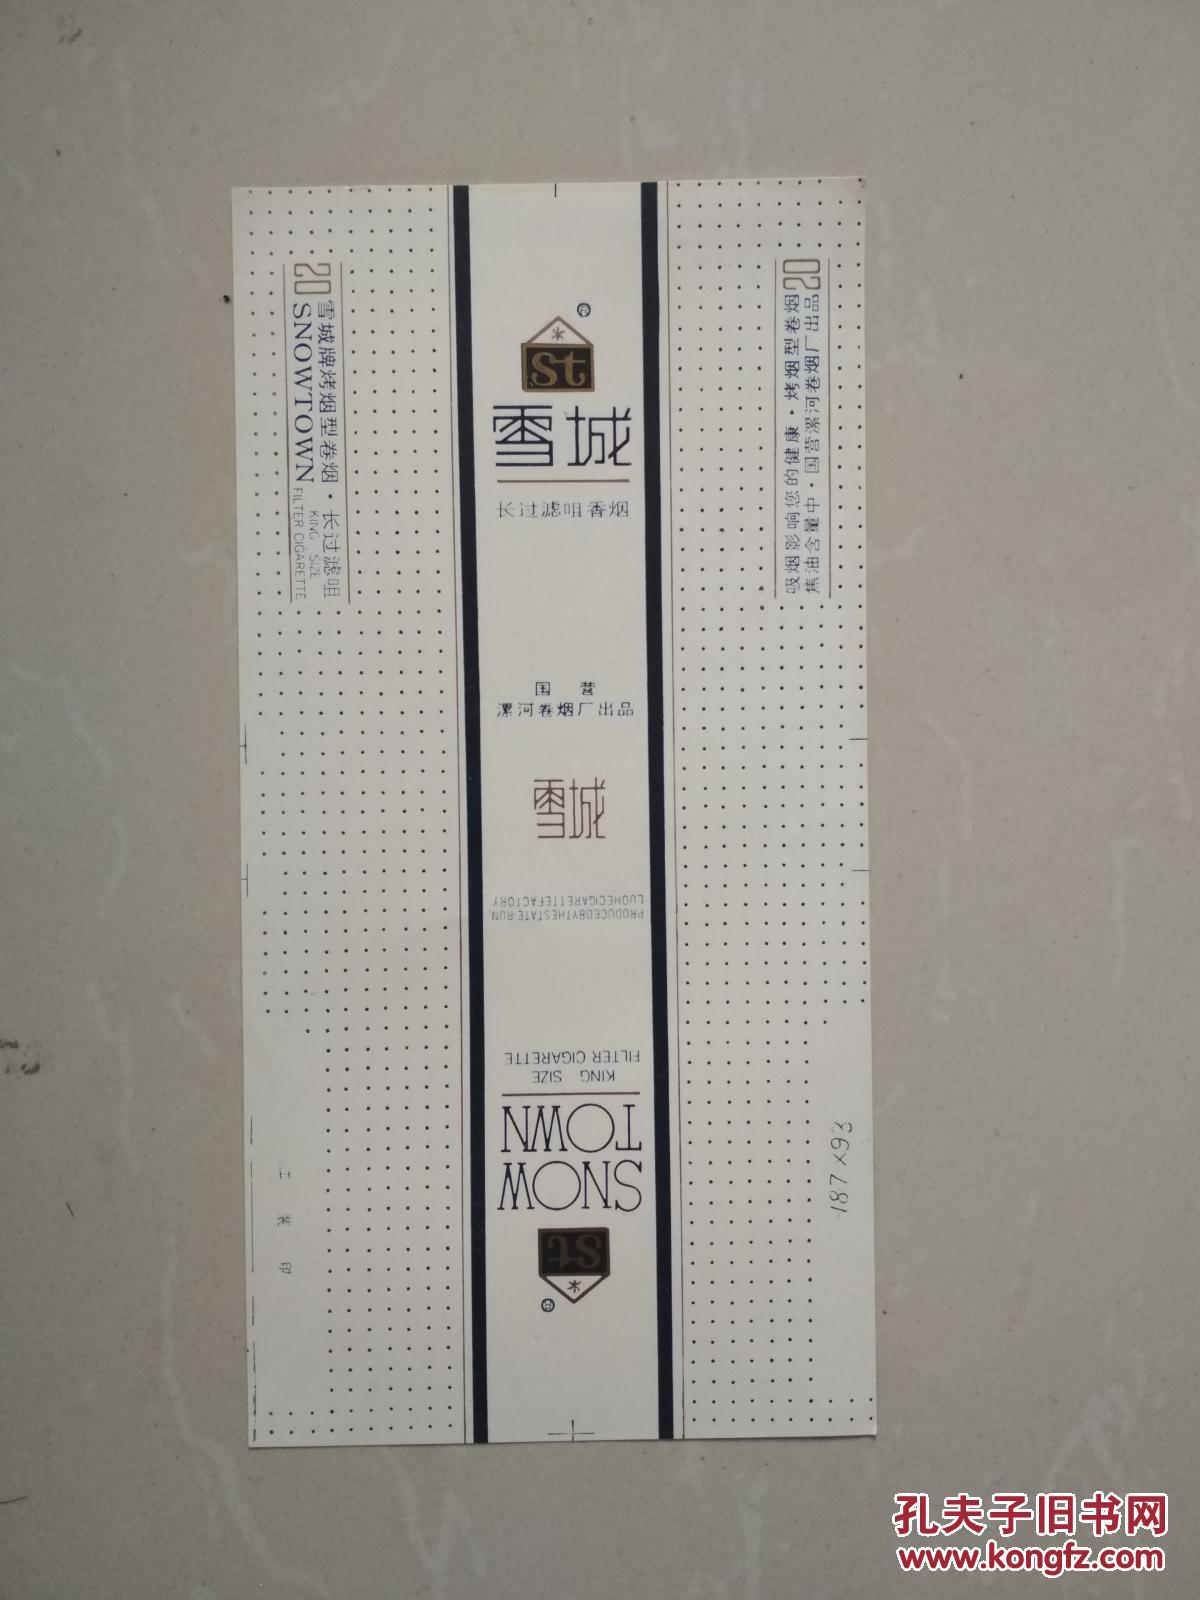 20
雪城牌烤烟型卷烟·长过滤咀
SNOWTOWN KING SIZE
FILTER CIGARETTE
R
st
雪城
长过滤咀香烟
国营
漯河卷烟厂出品
雪城
PRODUCEDBYTHESTATE-RUN
LUOHECIGARETTEFACTORY
st
R
SNOW
TOWN
KING SIZE
FILTER CIGARETTE
20
吸烟影响您的健康·烤烟型卷烟
焦油含量中·国营漯河卷烟厂出品
187×93
孔夫子旧书网
www.kongfz.com